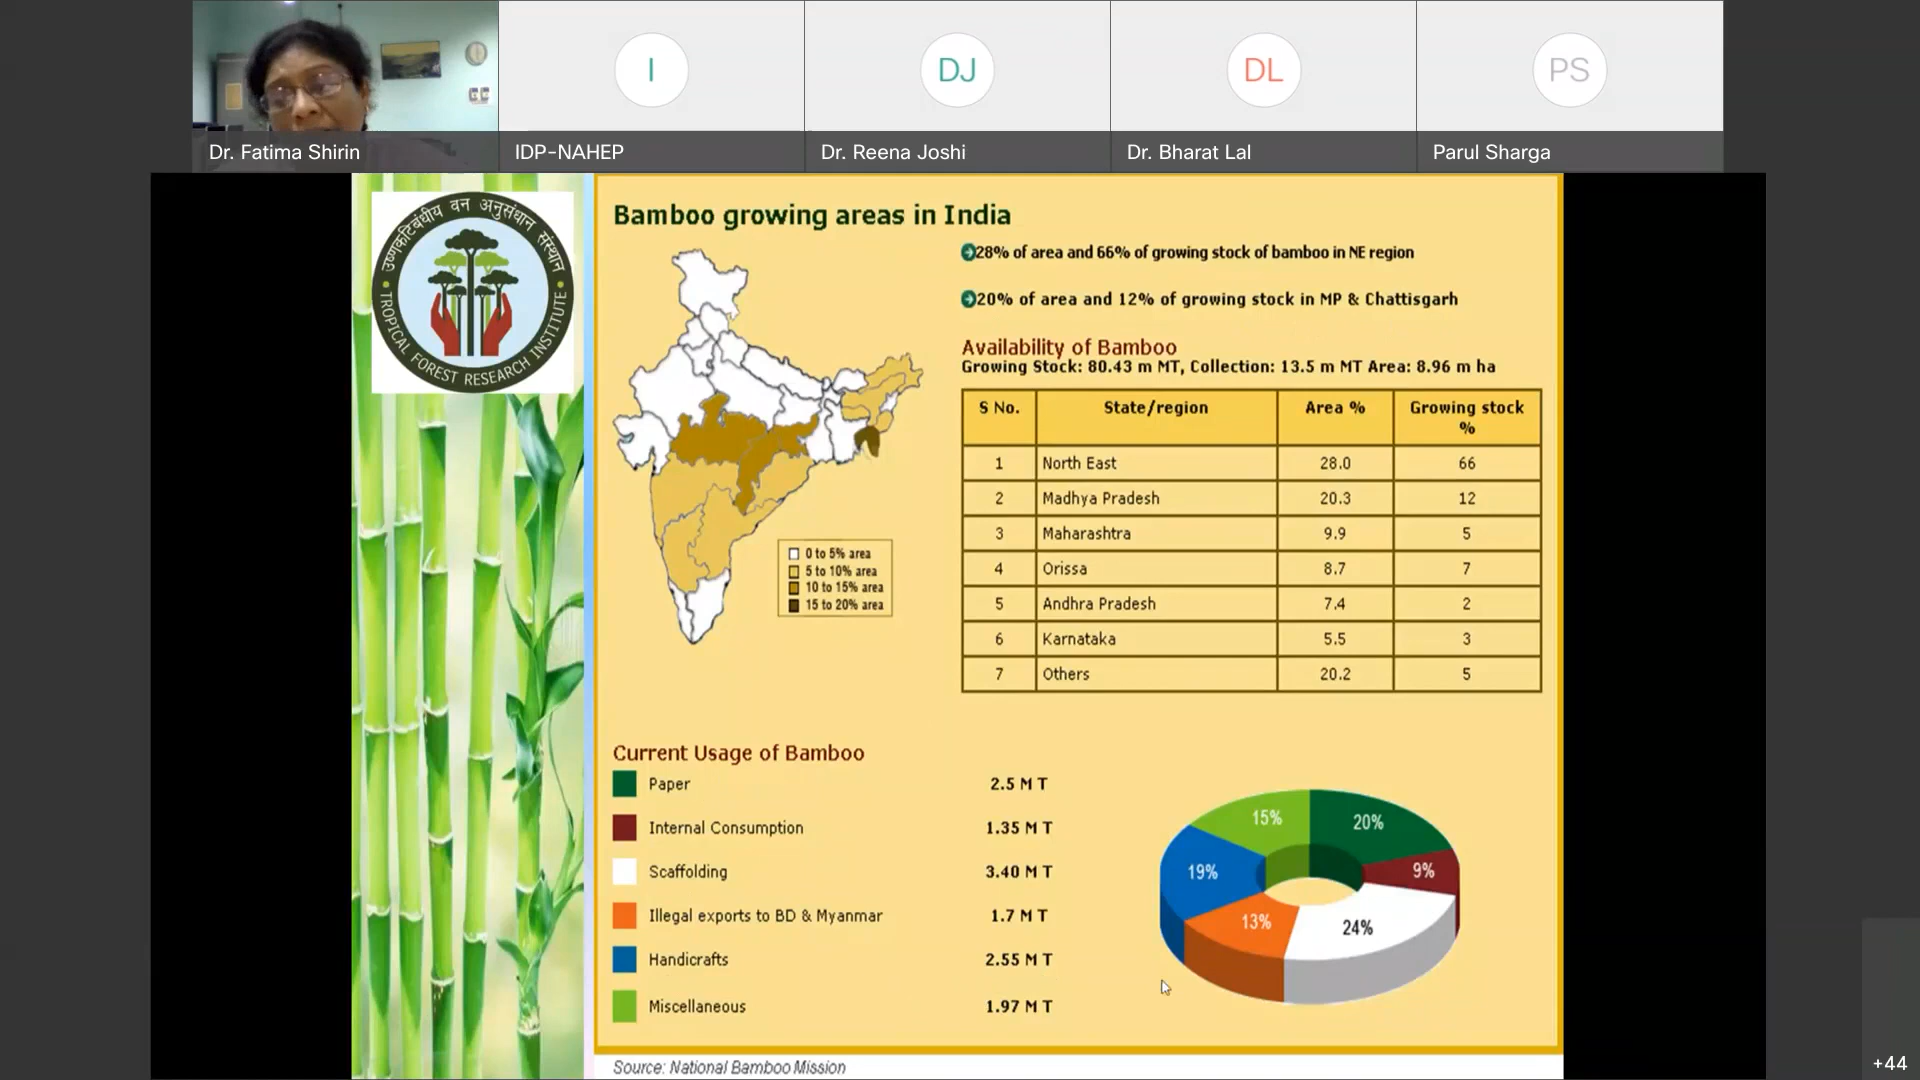 I
DJ
DL
PS
Dr. Fatima Shirin
IDP-NAHEP
Dr. Reena Joshi
Dr. Bharat Lal
Parul Sharga
उष्णकटिबंधीय वन अनुसंधान संस्थान
TROPICAL FOREST RESEARCH INSTITUTE
Bamboo growing areas in India
28% of area and 66% of growing stock of bamboo in NE region
20% of area and 12% of growing stock in MP & Chattisgarh
Availability of Bamboo
Growing Stock: 80.43 m MT, Collection: 13.5 m MT Area: 8.96 m ha
S No. State/region Area % Growing stock
%
1 North East 28.0 66
2 Madhya Pradesh 20.3 12
3 Maharashtra 9.9 5
4 Orissa 8.7 7
5 Andhra Pradesh 7.4 2
6 Karnataka 5.5 3
7 Others 20.2 5
0 to 5% area
5 to 10% area
10 to 15% area
15 to 20% area
Current Usage of Bamboo
Paper 2.5 M T
Internal Consumption 1.35 M T
Scaffolding 3.40 M T
Illegal exports to BD & Myanmar 1.7 M T
Handicrafts 2.55 M T
Miscellaneous 1.97 M T
15%
20%
19%
9%
13%
24%
Source: National Bamboo Mission
+44